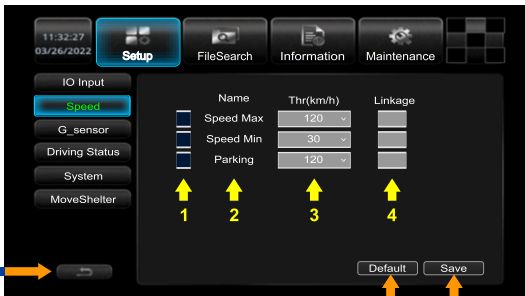 11:32:27
03/26/2022
Setup
FileSearch
Information
Maintenance
IO Input
Speed
G_sensor
Driving Status
System
MoveShelter
Name Thr(km/h) Linkage
Speed Max 120
Speed Min 30
Parking 120
1 2 3 4
Default Save